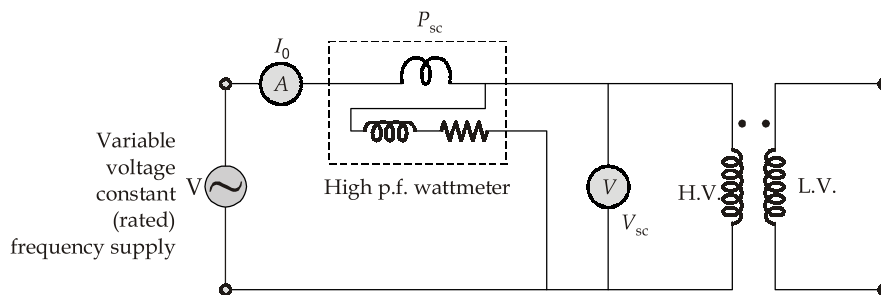 P_sc
I_0
A
Variable
voltage
constant
(rated)
frequency supply
V
High p.f. wattmeter
V
V_sc
H.V.
L.V.